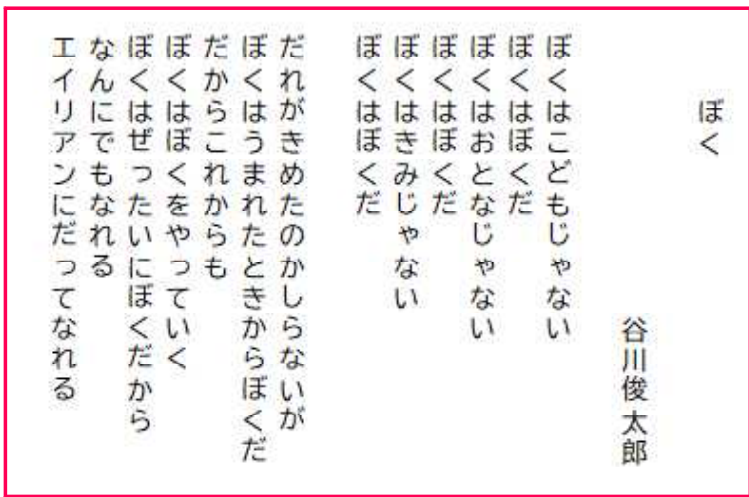 ぼく
谷川俊太郎
ぼくはこどもじゃない
ぼくはぼくだ
ぼくはおとなじゃない
ぼくはぼくだ
ぼくはきみじゃない
ぼくはぼくだ
だれがきめたのかしらないが
ぼくはうまれたときからぼくだ
だからこれからも
ぼくはぼくをやっていく
ぼくはぜったいにぼくだから
なんにでもなれる
エイリアンにだってなれる